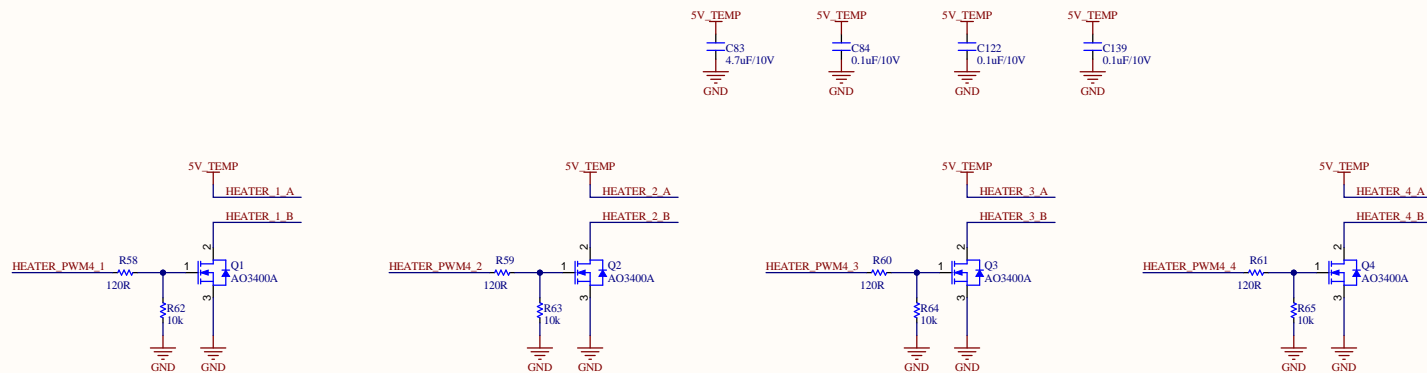 5V_TEMP 5V_TEMP 5V_TEMP 5V_TEMP
C83 C84 C122 C139
4.7uF/10V 0.1uF/10V 0.1uF/10V 0.1uF/10V
GND GND GND GND
5V_TEMP 5V_TEMP 5V_TEMP 5V_TEMP
HEATER_1_A HEATER_2_A HEATER_3_A HEATER_4_A
HEATER_1_B HEATER_2_B HEATER_3_B HEATER_4_B
2 2 2 2
HEATER_PWM4_1 R58 1 Q1 HEATER_PWM4_2 R59 1 Q2 HEATER_PWM4_3 R60 1 Q3 HEATER_PWM4_4 R61 1 Q4
120R AO3400A 120R AO3400A 120R AO3400A 120R AO3400A
3 3 3 3
R62 R63 R64 R65
10k 10k 10k 10k
GND GND GND GND GND GND GND GND